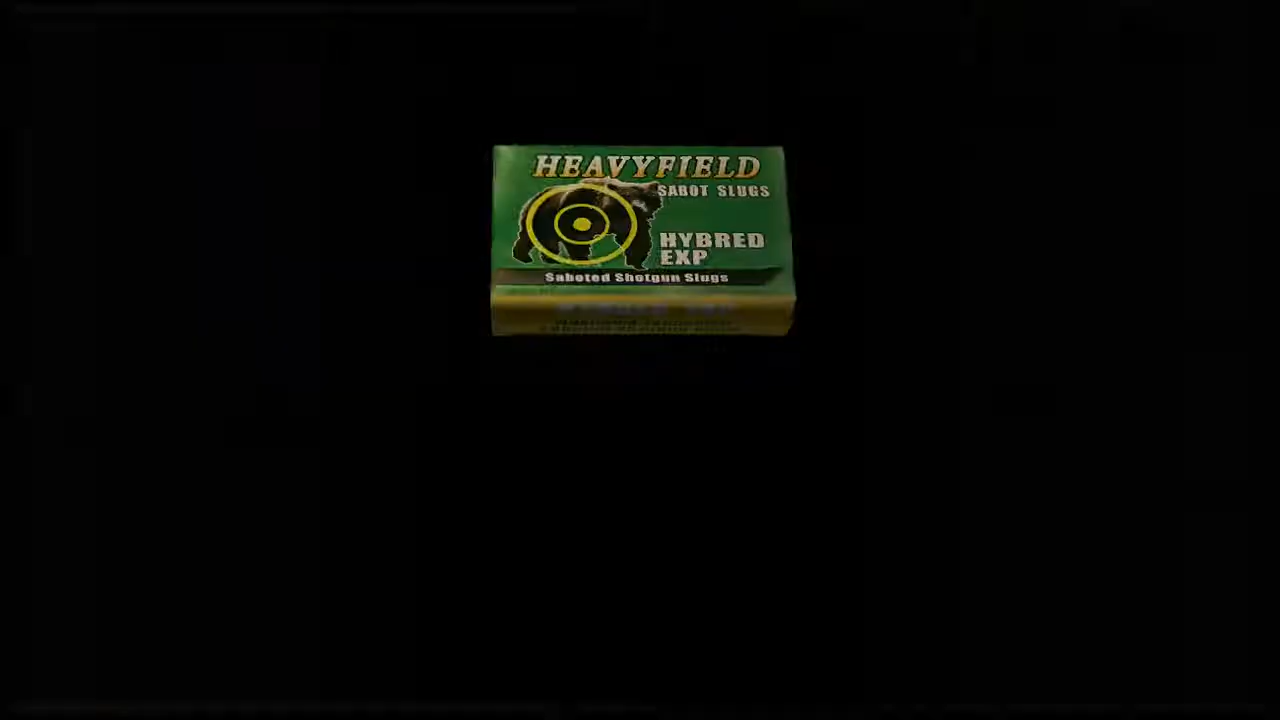 HEAVYFIELD
SABOT SLUGS
HYBRED
EXP
Saboted Shotgun Slugs